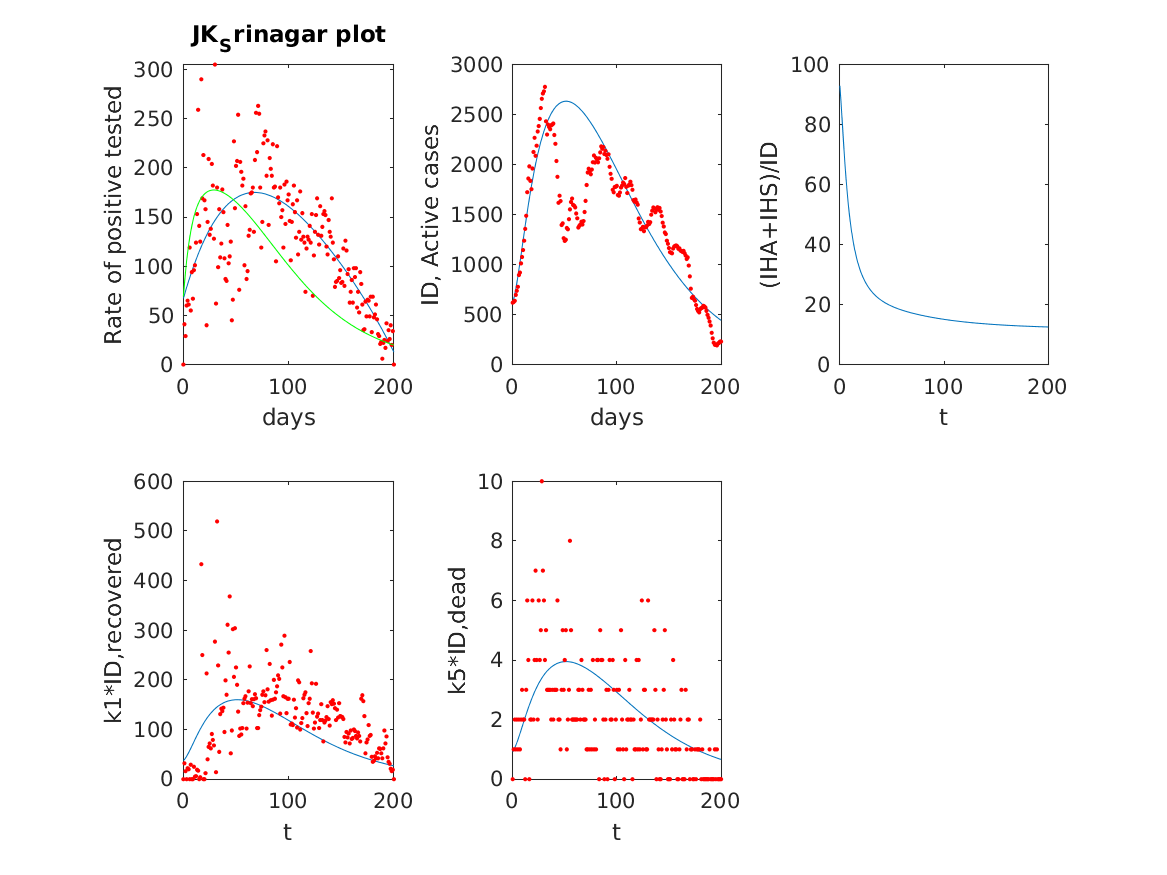 JK_Srinagar plot
Rate of positive tested
300
250
200
150
100
50
0
0 100 200
days
ID, Active cases
3000
2500
2000
1500
1000
500
0
0 100 200
days
(IHA+IHS)/ID
100
80
60
40
20
0
0 100 200
t
k1*ID,recovered
600
500
400
300
200
100
0
0 100 200
t
k5*ID,dead
10
8
6
4
2
0
0 100 200
t